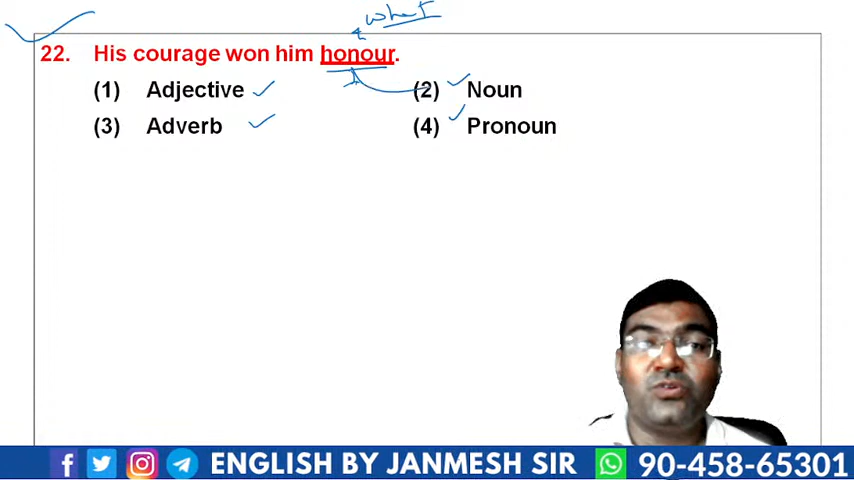 what
22. His courage won him honour.
(1) Adjective (2) Noun
(3) Adverb (4) Pronoun
ENGLISH BY JANMESH SIR 90-458-65301